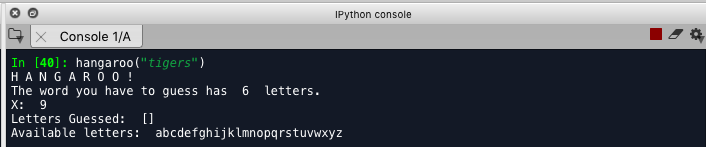 IPython console
Console 1/A
In [40]: hangaroo("tigers")
H A N G A R O O !
The word you have to guess has  6  letters.
X:  9
Letters Guessed:  []
Available letters:  abcdefghijklmnopqrstuvwxyz